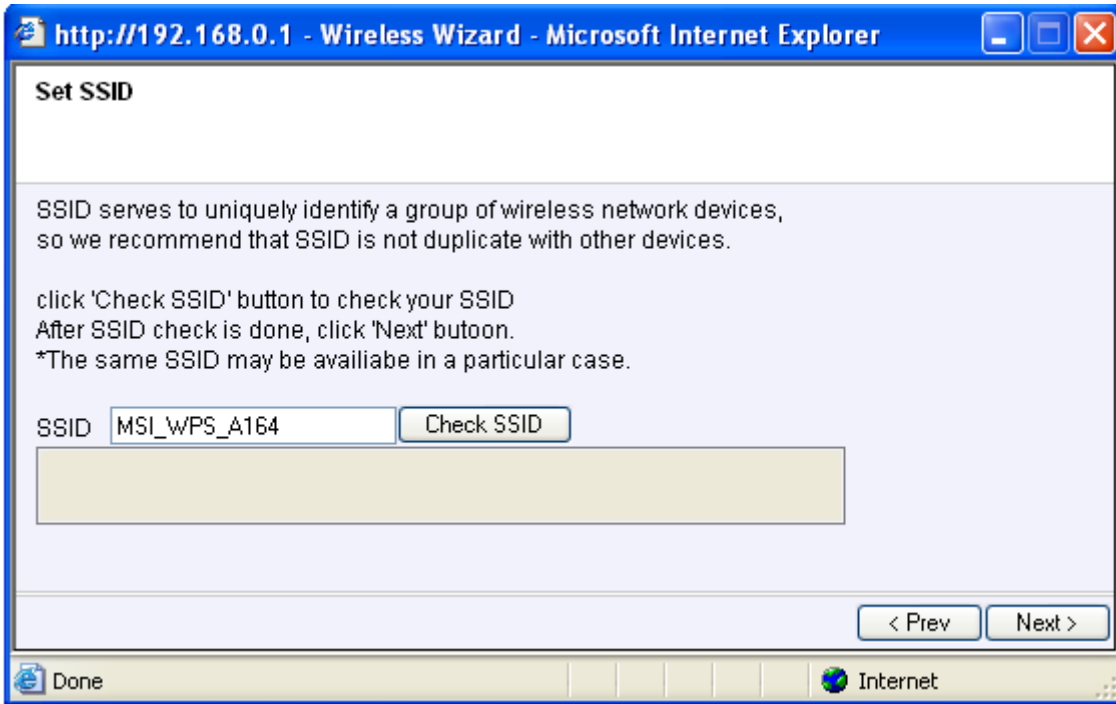 http://192.168.0.1 - Wireless Wizard - Microsoft Internet Explorer
Set SSID
SSID serves to uniquely identify a group of wireless network devices,
so we recommend that SSID is not duplicate with other devices.
click 'Check SSID' button to check your SSID
After SSID check is done, click 'Next' butoon.
*The same SSID may be availiabe in a particular case.
SSID MSI_WPS_A164 Check SSID
< Prev Next >
Done Internet